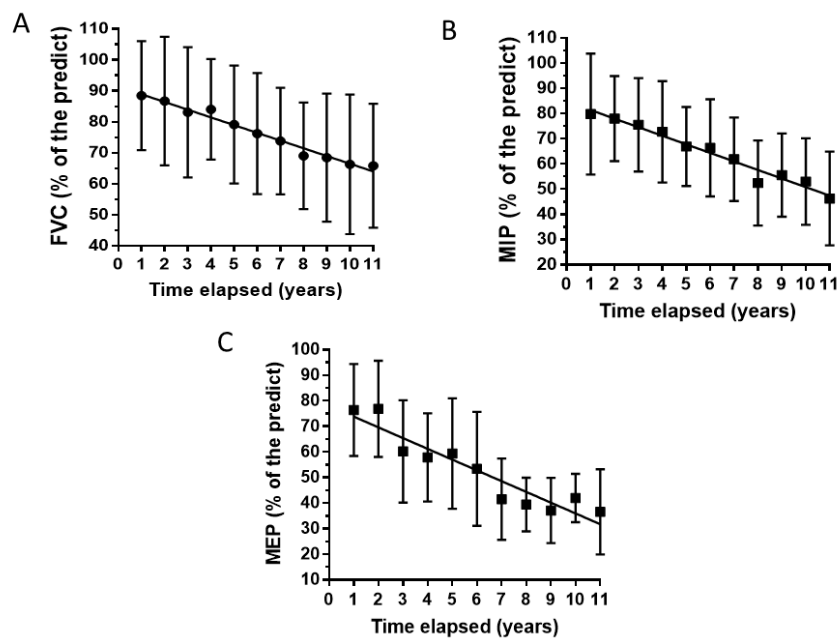 A
FVC (% of the predict)
110
100
90
80
70
60
50
40
0 1 2 3 4 5 6 7 8 9 10 11
Time elapsed (years)
B
MIP (% of the predict)
110
100
90
80
70
60
50
40
30
20
0 1 2 3 4 5 6 7 8 9 10 11
Time elapsed (years)
C
MEP (% of the predict)
100
90
80
70
60
50
40
30
20
10
0 1 2 3 4 5 6 7 8 9 10 11
Time elapsed (years)